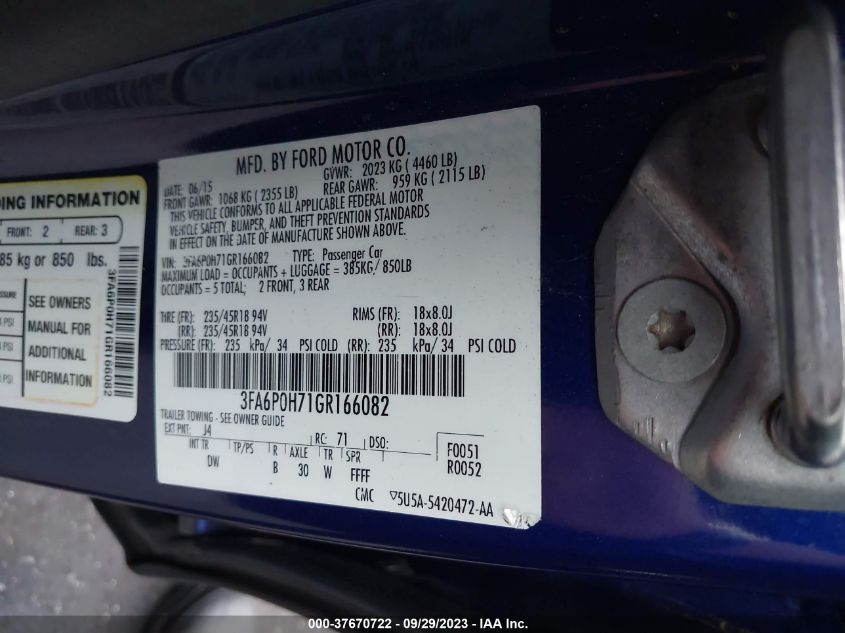 MFD. BY FORD MOTOR CO.
DATE: 06/15 GVWR: 2023 KG ( 4460 LB)
FRONT GAWR: 1068 KG ( 2355 LB) REAR GAWR: 959 KG ( 2115 LB)
THIS VEHICLE CONFORMS TO ALL APPLICABLE FEDERAL MOTOR
VEHICLE SAFETY, BUMPER, AND THEFT PREVENTION STANDARDS
IN EFFECT ON THE DATE OF MANUFACTURE SHOWN ABOVE.
VIN: 3FA6P0H71GR166082 TYPE: Passenger Car
MAXIMUM LOAD = OCCUPANTS + LUGGAGE = 385KG/ 850LB
OCCUPANTS = 5 TOTAL; 2 FRONT, 3 REAR
TIRE (FR): 235/45R18 94V RIMS (FR): 18x8.0J
(RR): 235/45R18 94V (RR): 18x8.0J
PRESSURE (FR): 235 kPa/ 34 PSI COLD (RR): 235 kPa/ 34 PSI COLD
3FA6P0H71GR166082
TRAILER TOWING - SEE OWNER GUIDE
EXT PNT: J4 RC: 71 DSO: F0051
INT TR TP/PS R AXLE TR SPR R0052
DW B 30 W FFFF
CMC 5U5A-5420472-AA
DING INFORMATION
FRONT: 2 REAR: 3
85 kg or 850 lbs.
SEE OWNERS
MANUAL FOR
ADDITIONAL
INFORMATION
PSI
PSI
PSI
3FA6P0H71GR166082
000-37670722 - 09/29/2023 - IAA Inc.